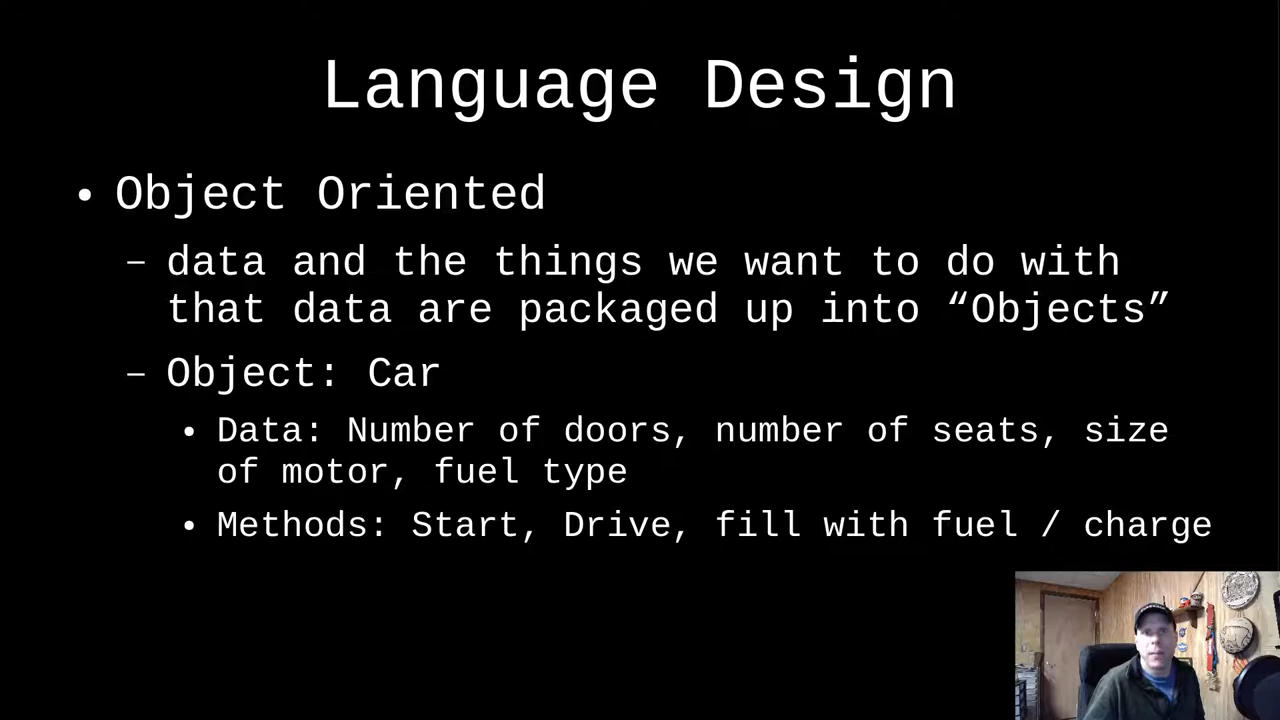 Language Design
• Object Oriented
– data and the things we want to do with
that data are packaged up into “Objects”
– Object: Car
• Data: Number of doors, number of seats, size
of motor, fuel type
• Methods: Start, Drive, fill with fuel / charge